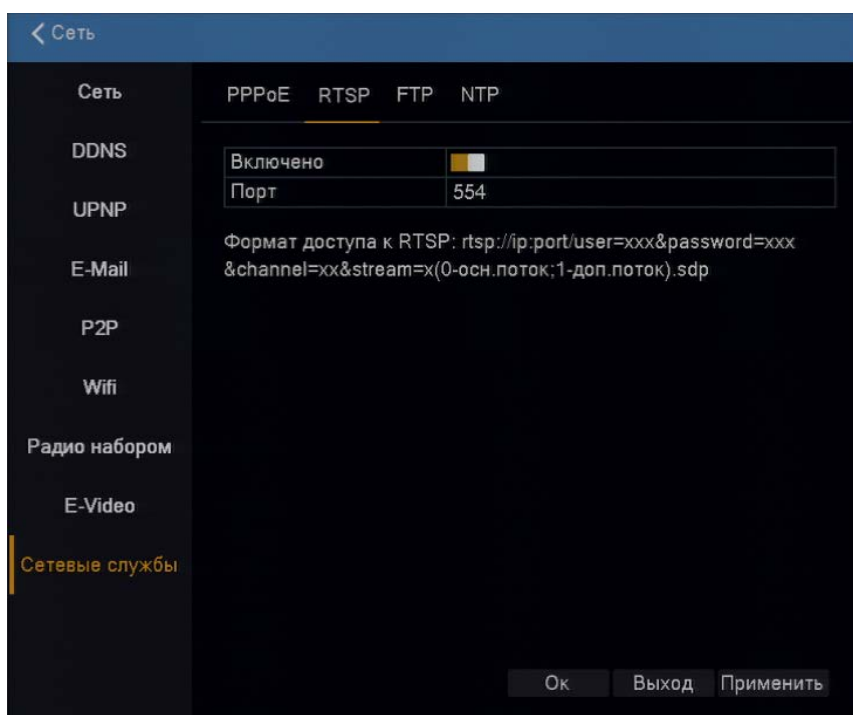 Сеть
Сеть
DDNS
UPNP
E-Mail
P2P
Wifi
Радио набором
E-Video
Сетевые службы
PPPoE RTSP FTP NTP
Включено
Порт 554
Формат доступа к RTSP: rtsp://ip:port/user=xxx&password=xxx
&channel=xx&stream=x(0-осн.поток;1-доп.поток).sdp
Ок Выход Применить